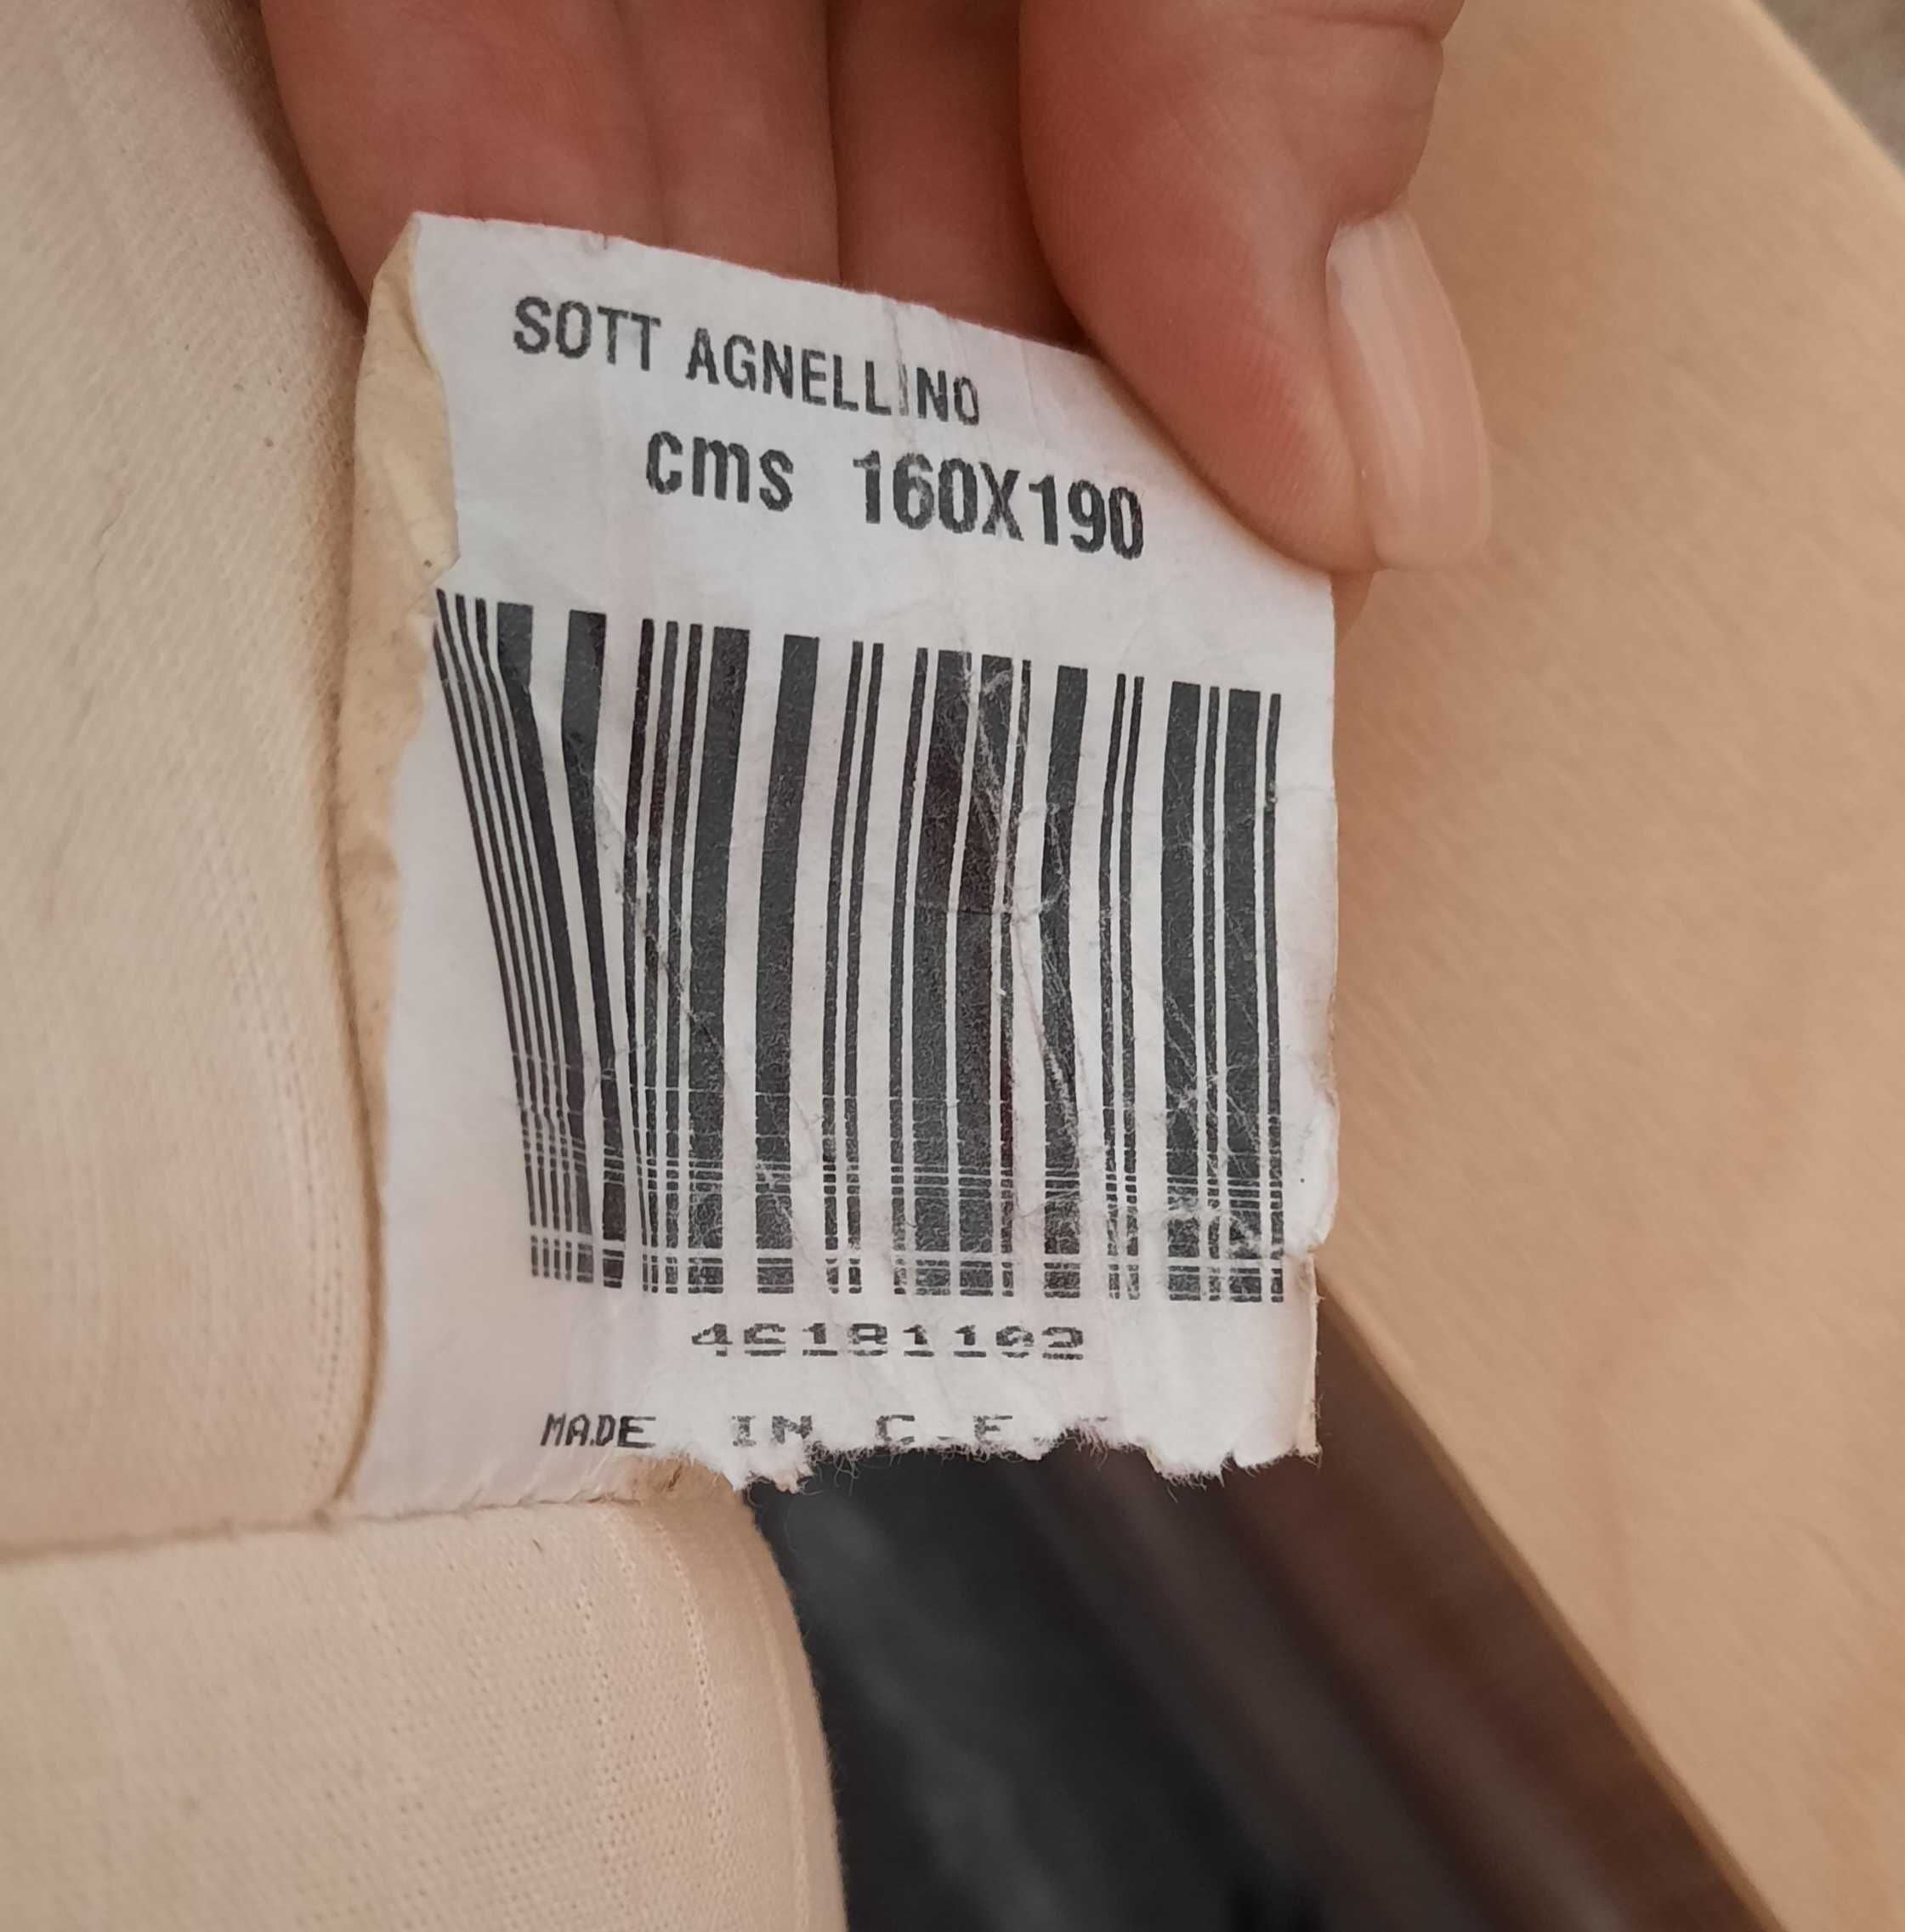 SOTT AGNELLINO
cms 160X190
MADE IN C.E.